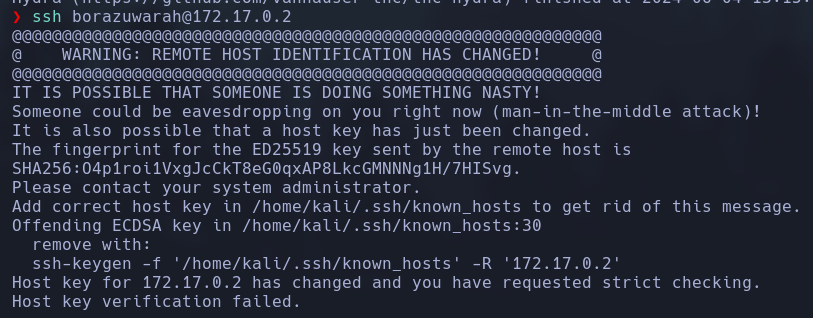 ❯ ssh borazuwarah@172.17.0.2
@@@@@@@@@@@@@@@@@@@@@@@@@@@@@@@@@@@@@@@@@@@@@@@@@@@@@@@@@@@
@    WARNING: REMOTE HOST IDENTIFICATION HAS CHANGED!     @
@@@@@@@@@@@@@@@@@@@@@@@@@@@@@@@@@@@@@@@@@@@@@@@@@@@@@@@@@@@
IT IS POSSIBLE THAT SOMEONE IS DOING SOMETHING NASTY!
Someone could be eavesdropping on you right now (man-in-the-middle attack)!
It is also possible that a host key has just been changed.
The fingerprint for the ED25519 key sent by the remote host is
SHA256:O4p1roi1VxgJcCkT8eG0qxAP8LkcGMNNNg1H/7HISvg.
Please contact your system administrator.
Add correct host key in /home/kali/.ssh/known_hosts to get rid of this message.
Offending ECDSA key in /home/kali/.ssh/known_hosts:30
  remove with:
  ssh-keygen -f '/home/kali/.ssh/known_hosts' -R '172.17.0.2'
Host key for 172.17.0.2 has changed and you have requested strict checking.
Host key verification failed.